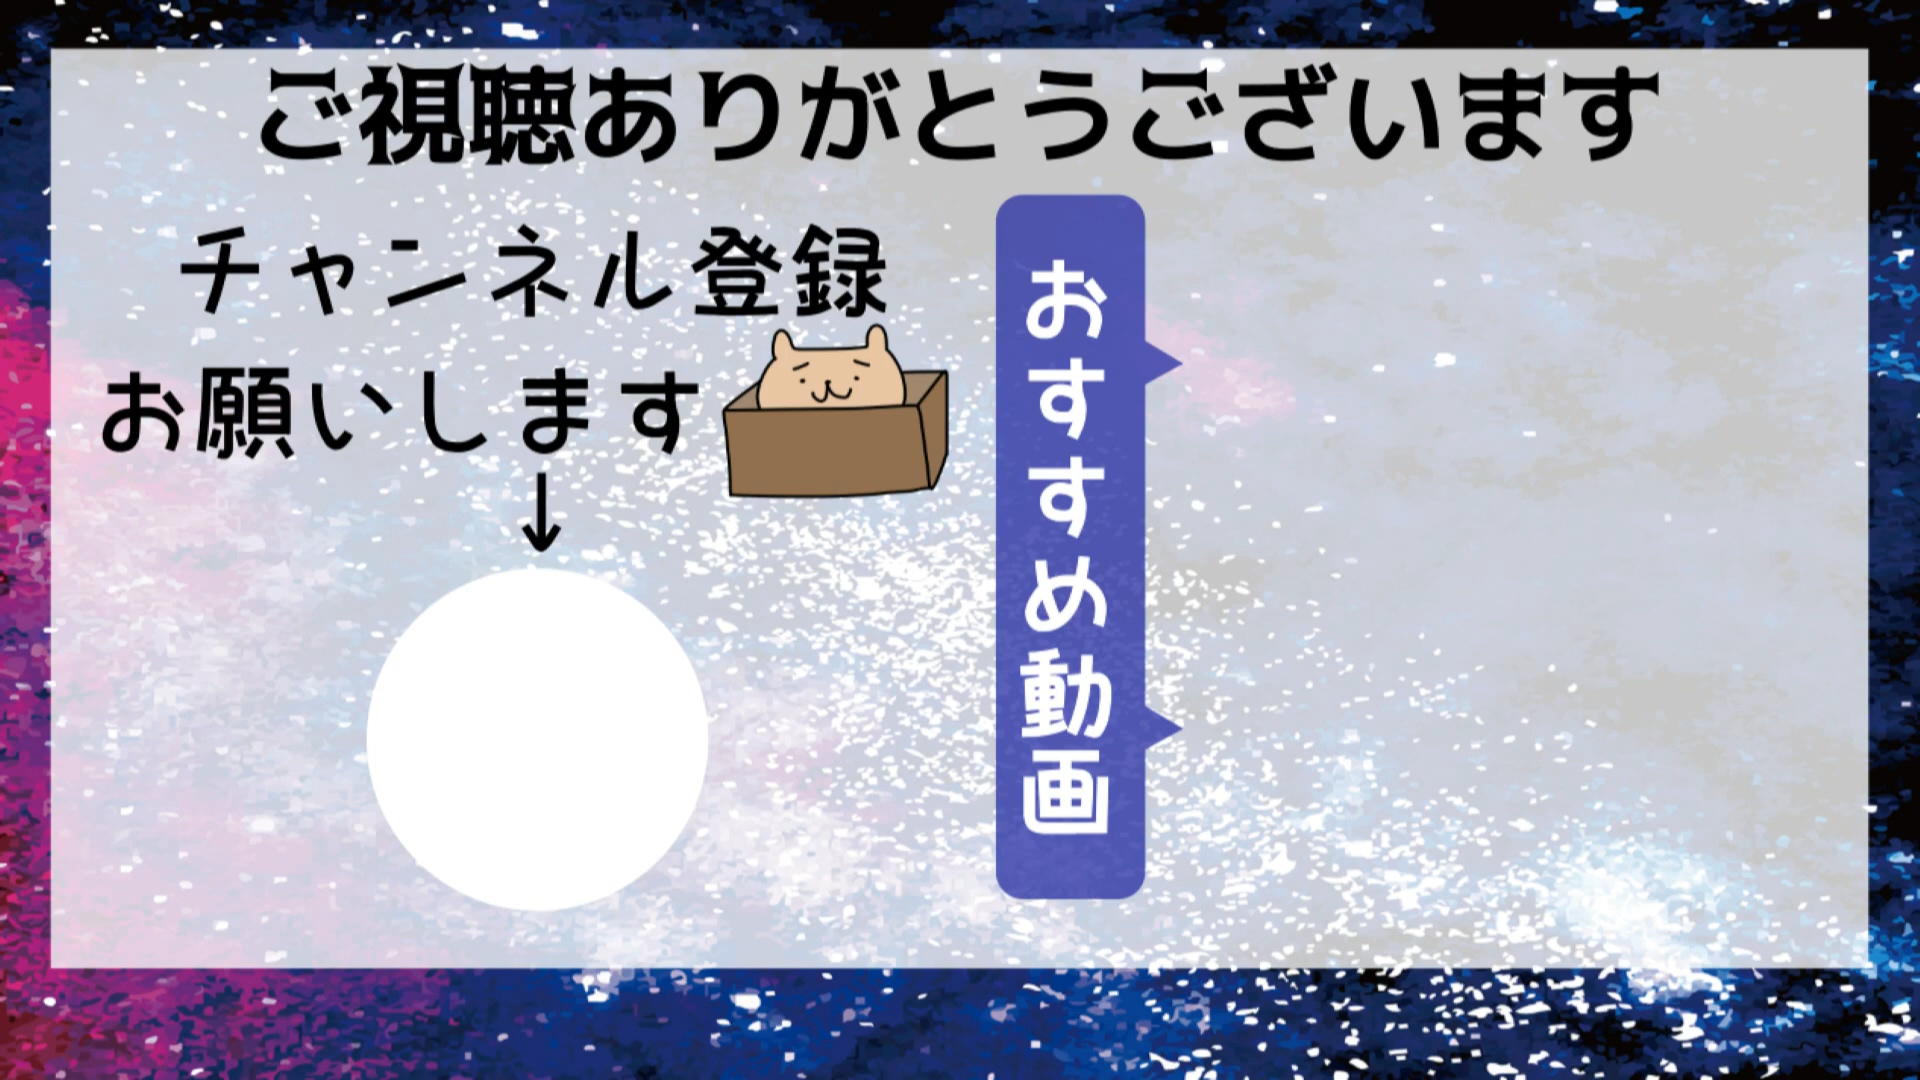 ご視聴ありがとうございます
チャンネル登録
お願いします
↓
おすすめ動画